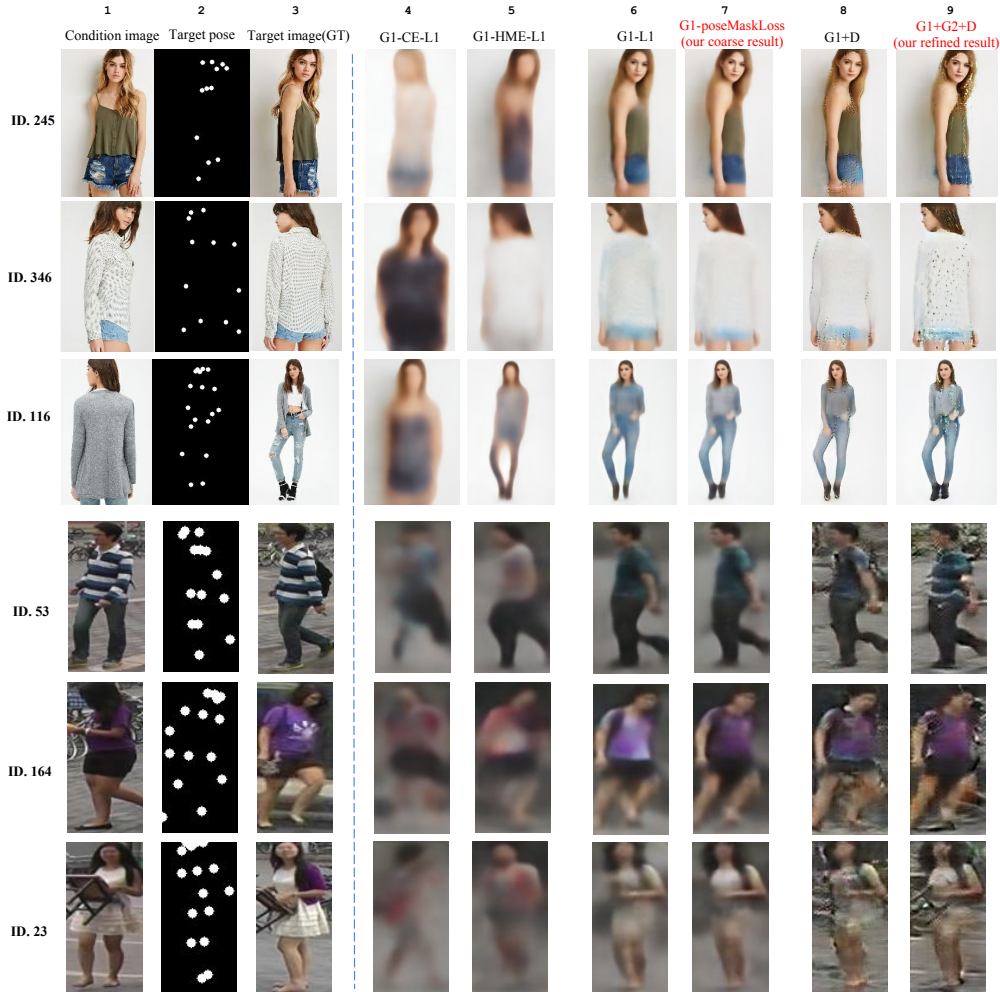 1 2 3 4 5 6 7 8 9
Condition image Target pose Target image(GT) G1-CE-L1 G1-HME-L1 G1-L1 G1-poseMaskLoss G1+D G1+G2+D
(our coarse result) (our refined result)
ID. 245
ID. 346
ID. 116
ID. 53
ID. 164
ID. 23